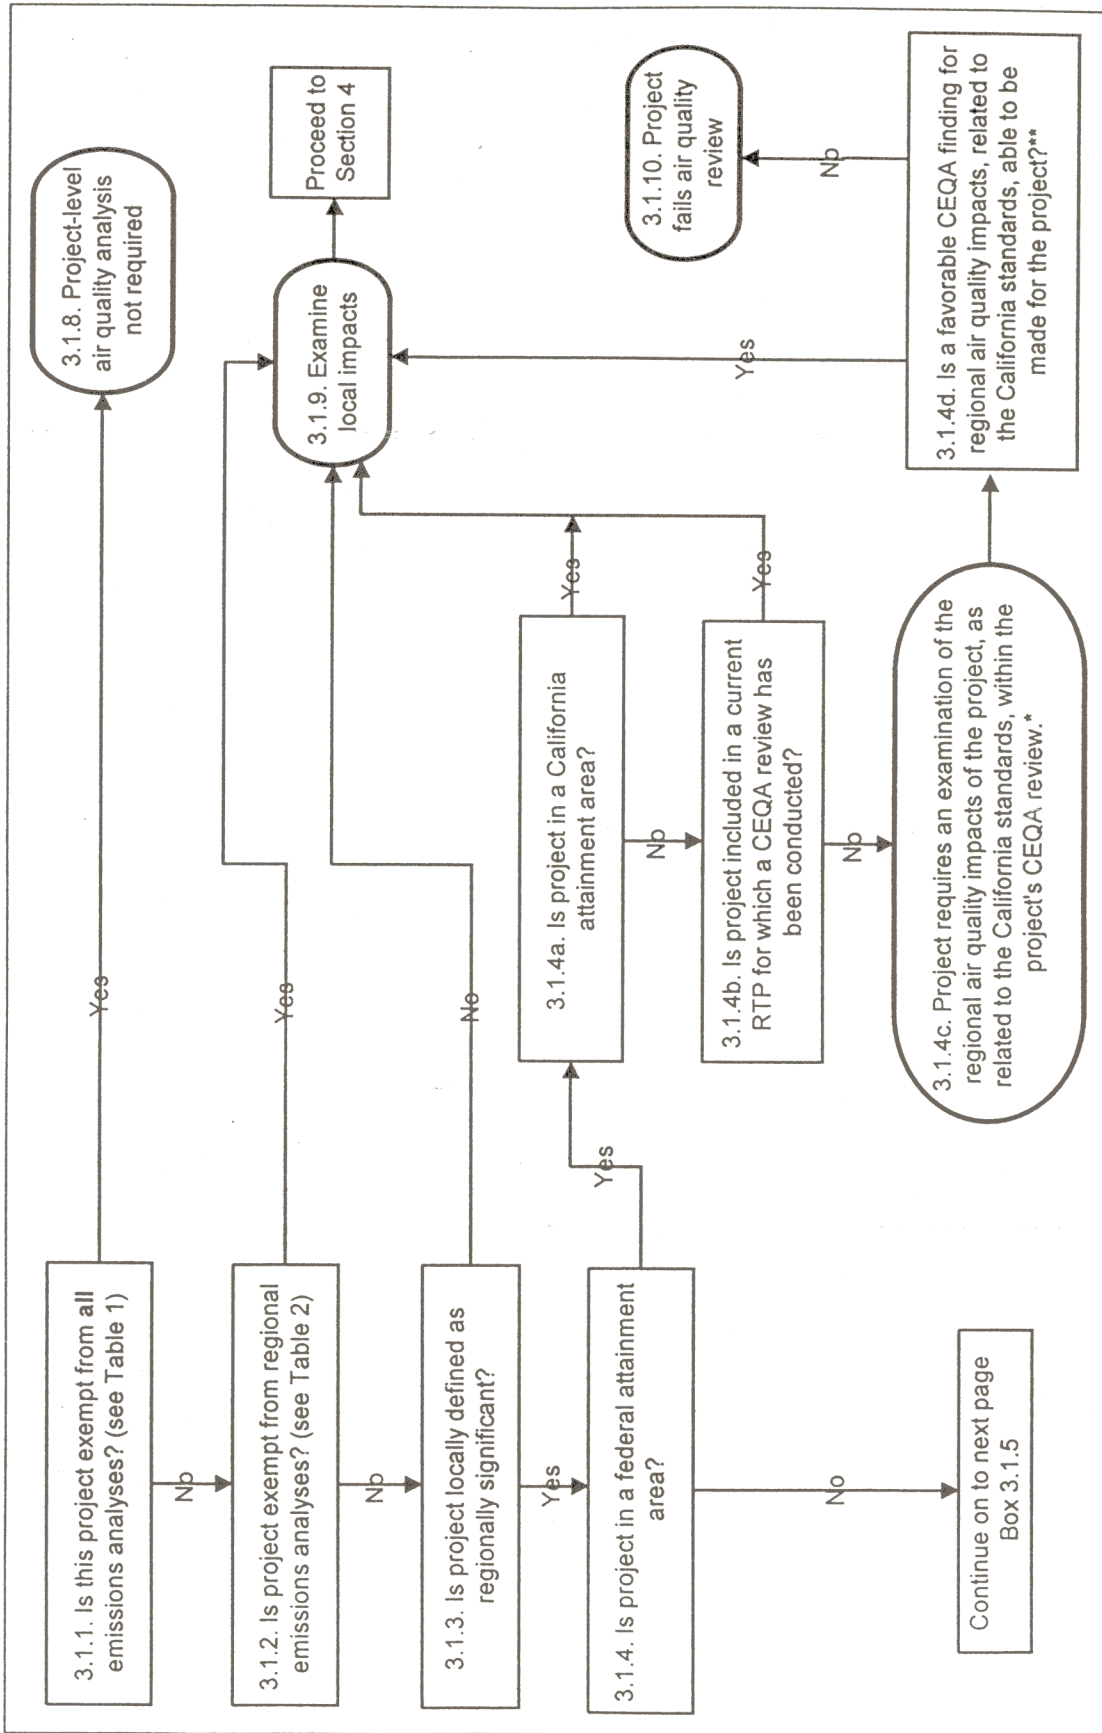 3.1.1. Is this project exempt from all
emissions analyses? (see Table 1)
Yes
3.1.8. Project-level
air quality analysis
not required
No
3.1.2. Is project exempt from regional
emissions analyses? (see Table 2)
Yes
No
3.1.3. Is project locally defined as
regionally significant?
No
3.1.9. Examine
local impacts
Proceed to
Section 4
Yes
3.1.4. Is project in a federal attainment
area?
Yes
3.1.4a. Is project in a California
attainment area?
Yes
No
3.1.4b. Is project included in a current
RTP for which a CEQA review has
been conducted?
Yes
No
3.1.4c. Project requires an examination of the
regional air quality impacts of the project, as
related to the California standards, within the
project's CEQA review.*
3.1.4d. Is a favorable CEQA finding for
regional air quality impacts, related to
the California standards, able to be
made for the project?**
Yes
No
3.1.10. Project
fails air quality
review
No
Continue on to next page
Box 3.1.5